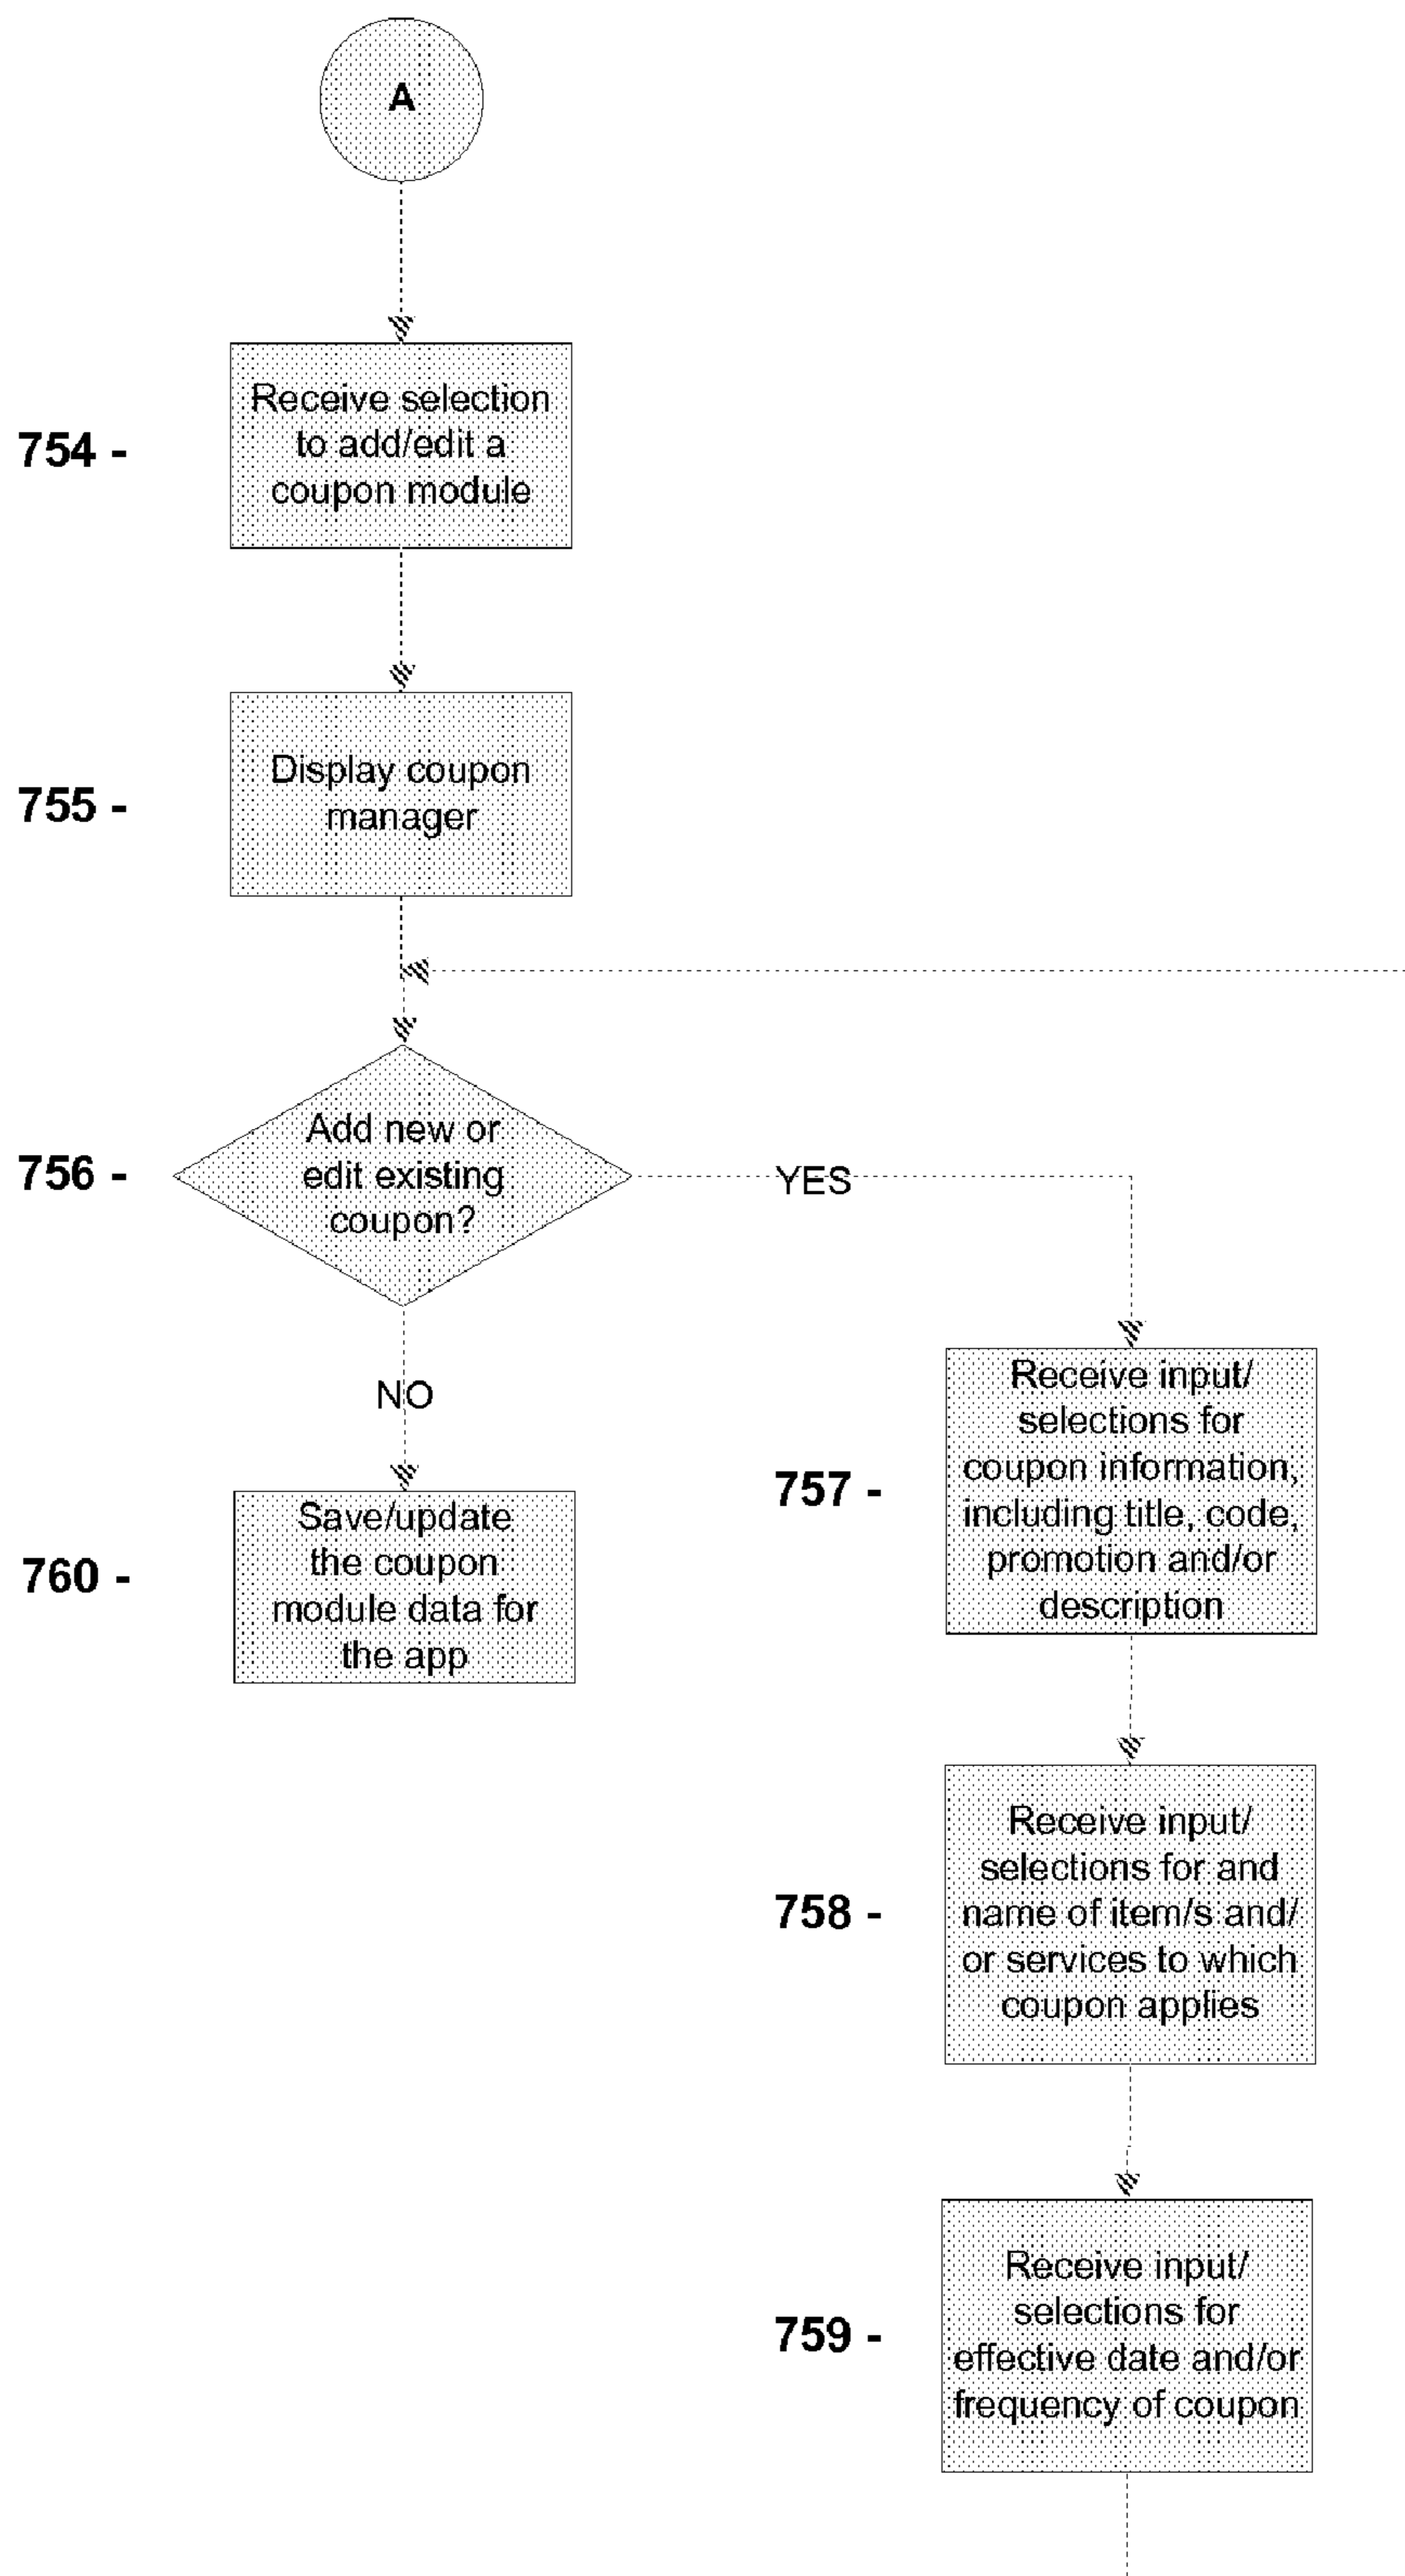 A
754 -
Receive selection
to add/edit a
coupon module
755 -
Display coupon
manager
756 -
Add new or
edit existing
coupon?
YES
NO
760 -
Save/update
the coupon
module data for
the app
757 -
Receive input/
selections for
coupon information,
including title, code,
promotion and/or
description
758 -
Receive input/
selections for and
name of item/s and/
or services to which
coupon applies
759 -
Receive input/
selections for
effective date and/or
frequency of coupon